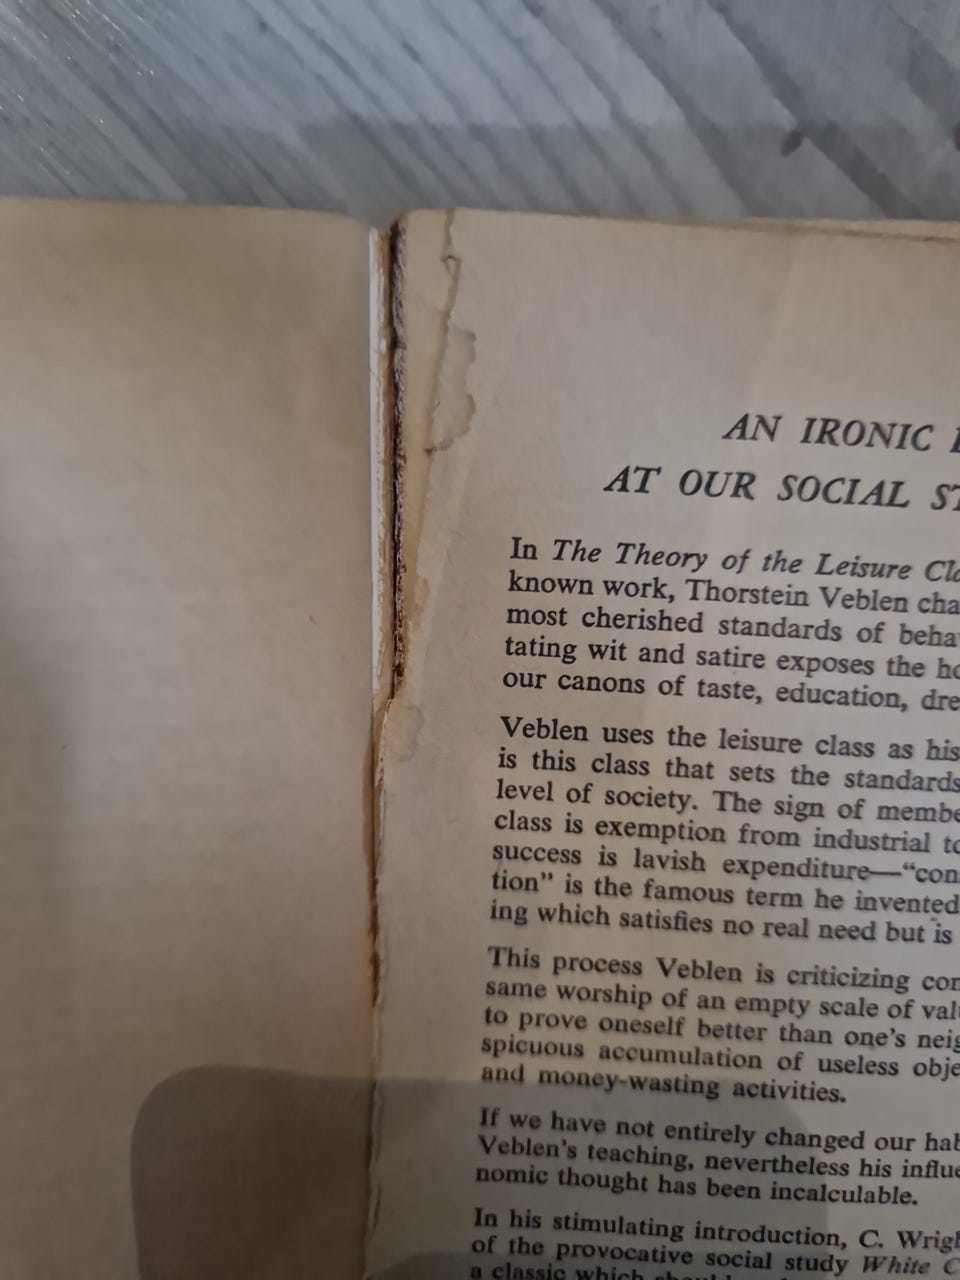 AN IRONIC
AT OUR SOCIAL
In The Theory of the Leisure
known work, Thorstein Veblen
most cherished standards of
tating wit and satire exposes the
our canons of taste, education,
Veblen uses the leisure class as his
is this class that sets the standards
level of society. The sign of
class is exemption from industrial
success is lavish expenditure—“con
tion” is the famous term he invented
ing which satisfies no real need but is
This process Veblen is criticizing
same worship of an empty scale of
to prove oneself better than one's
spicuous accumulation of useless
and money-wasting activities.
If we have not entirely changed our
Veblen's teaching, nevertheless his
nomic thought has been incalculable.
In his stimulating introduction, C.
of the provocative social study White
a classic which